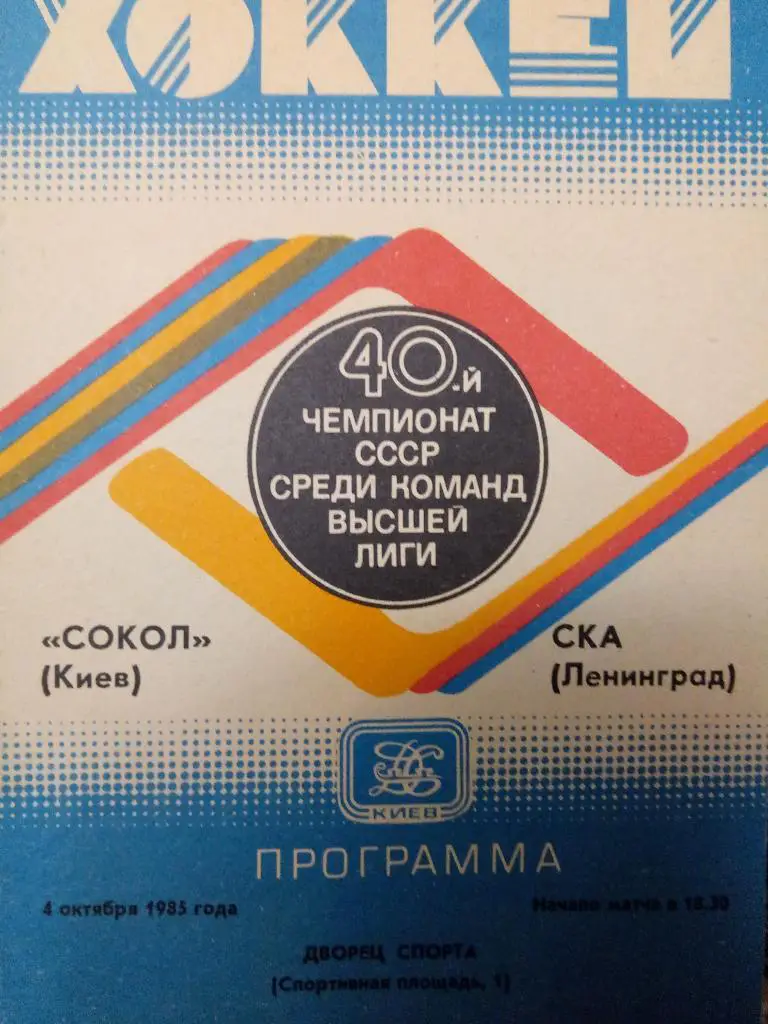 ХОККЕЙ
40-й
ЧЕМПИОНАТ
СССР
СРЕДИ КОМАНД
ВЫСШЕЙ
ЛИГИ
«СОКОЛ»
(Киев)
СКА
(Ленинград)
КИЕВ
ПРОГРАММА
4 октября 1985 года
Начало матча в 18.30
ДВОРЕЦ СПОРТА
(Спортивная площадь, 1)